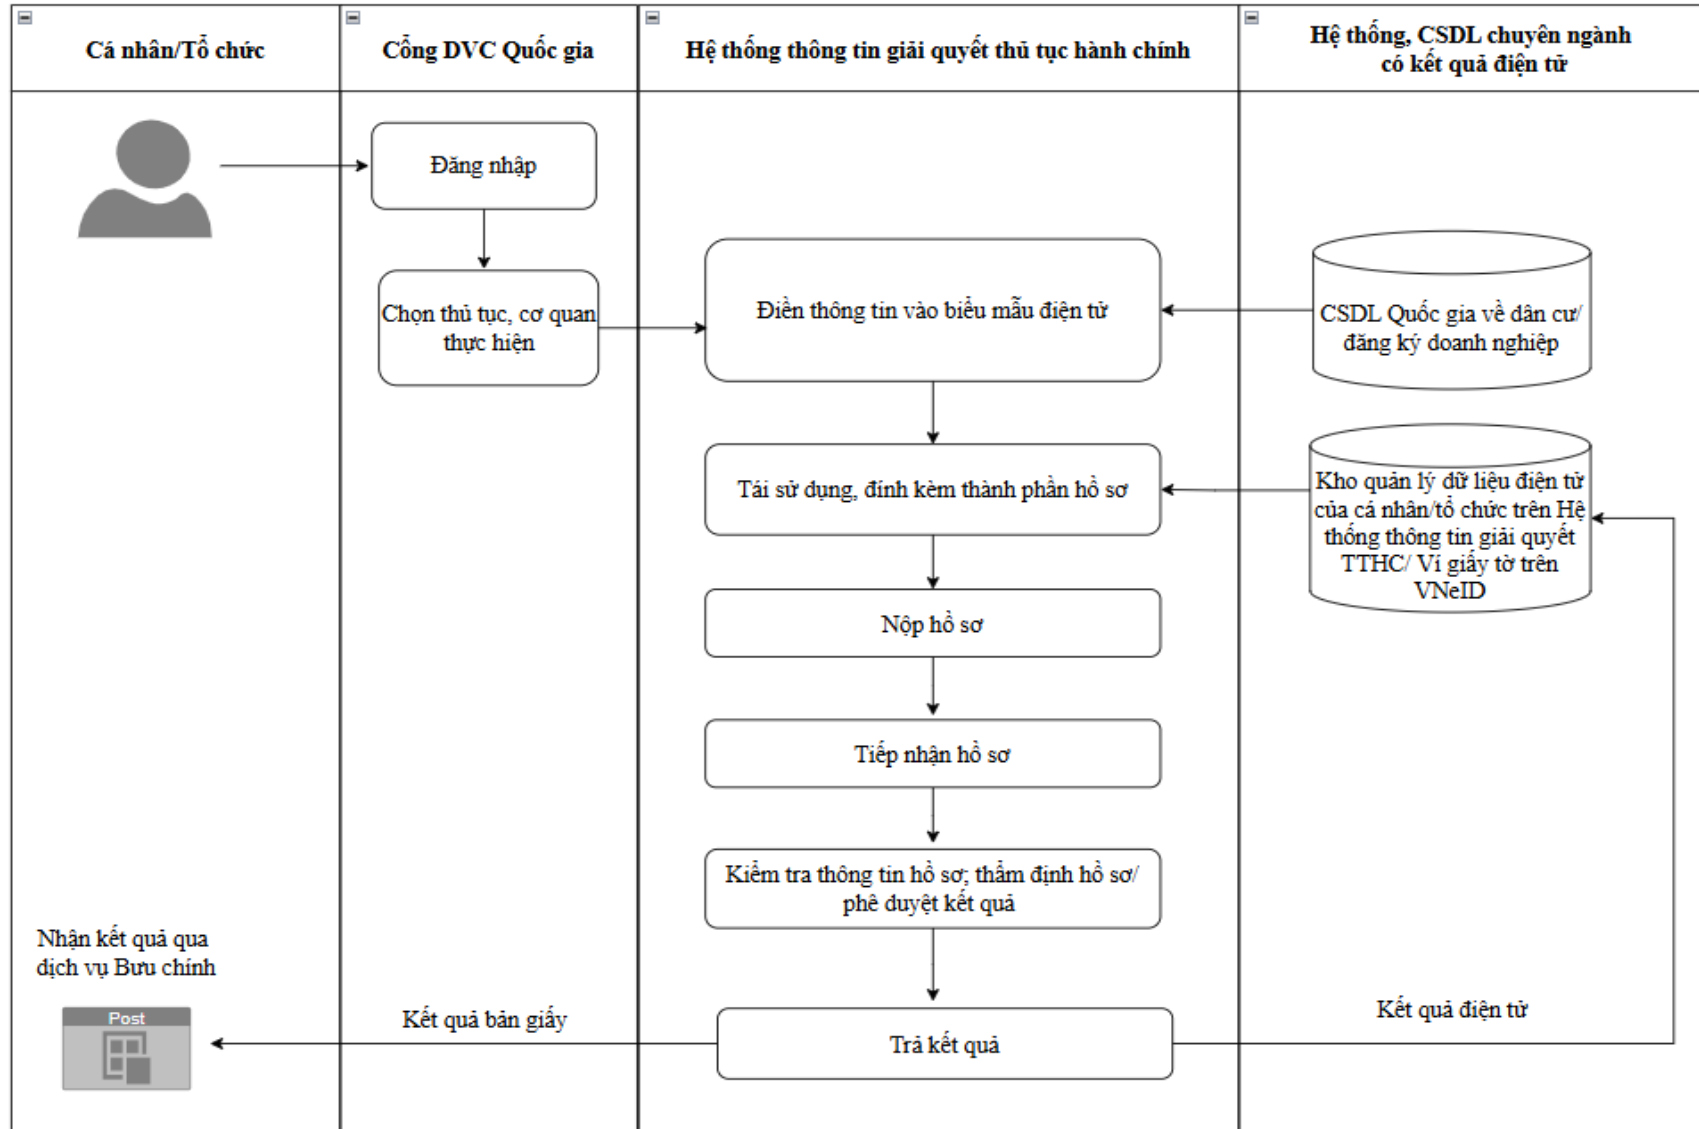 Cá nhân/Tổ chức
Cổng DVC Quốc gia
Hệ thống thông tin giải quyết thủ tục hành chính
Hệ thống, CSDL chuyên ngành
có kết quả điện tử
Đăng nhập
Chọn thủ tục, cơ quan
thực hiện
Điền thông tin vào biểu mẫu điện tử
CSDL Quốc gia về dân cư/
đăng ký doanh nghiệp
Tái sử dụng, đính kèm thành phần hồ sơ
Kho quản lý dữ liệu điện tử
của cá nhân/tổ chức trên Hệ
thống thông tin giải quyết
TTHC/ Ví giấy tờ trên
VNeID
Nộp hồ sơ
Tiếp nhận hồ sơ
Kiểm tra thông tin hồ sơ; thẩm định hồ sơ/
phê duyệt kết quả
Nhận kết quả qua
dịch vụ Bưu chính
Post
Kết quả bản giấy
Trả kết quả
Kết quả điện tử